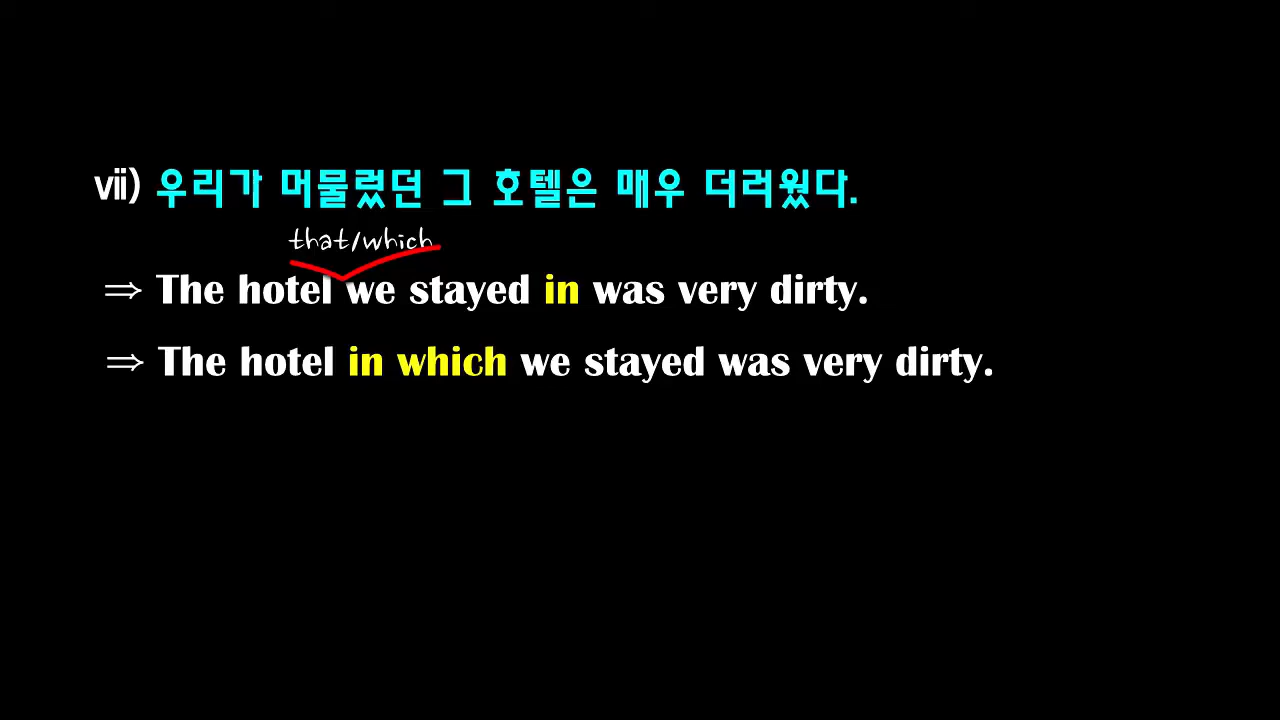 vii) 우리가 머물렀던 그 호텔은 매우 더러웠다.
that/which
⇒ The hotel we stayed in was very dirty.
⇒ The hotel in which we stayed was very dirty.